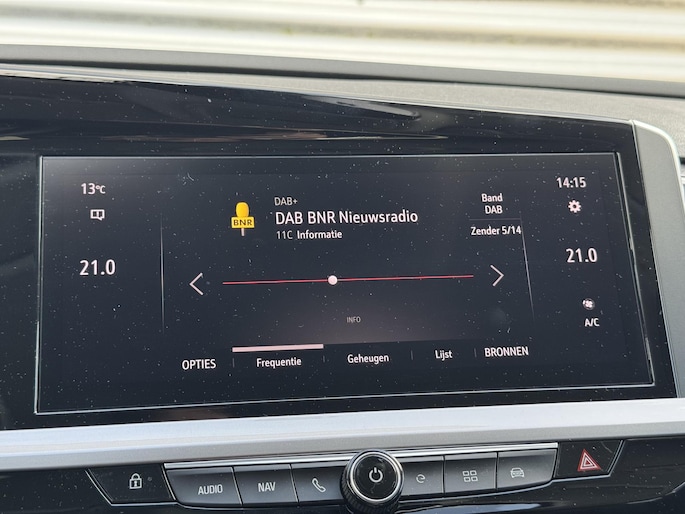 13°C
DAB+
DAB BNR Nieuwsradio
11C Informatie
BNR
Band
DAB
Zender 5/14
14:15
21.0
21.0
INFO
A/C
OPTIES
Frequentie
Geheugen
Lijst
BRONNEN
AUDIO
NAV